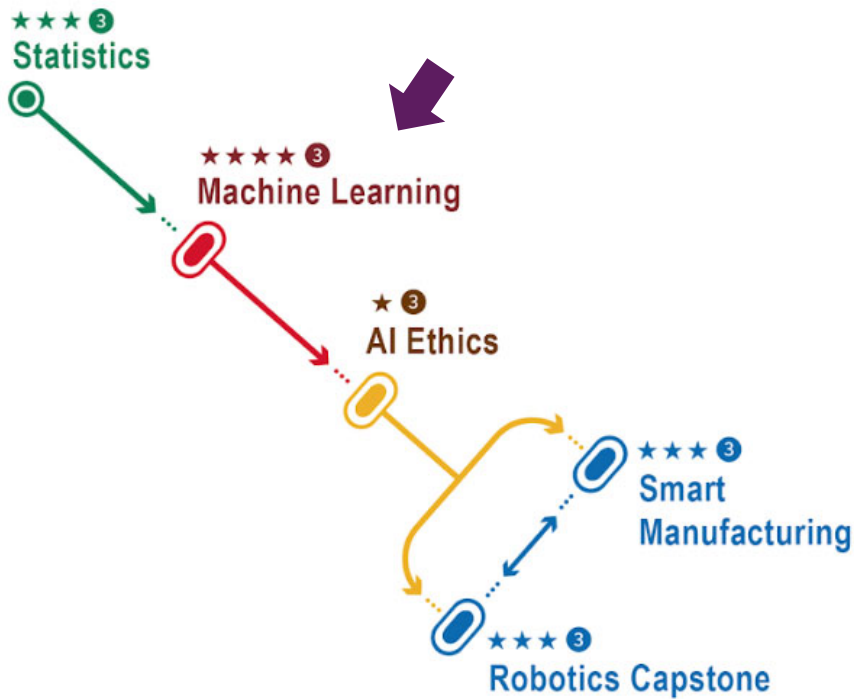 ★★★ 3
Statistics
★★★★ 3
Machine Learning
★ 3
AI Ethics
★★★ 3
Smart
Manufacturing
★★★ 3
Robotics Capstone